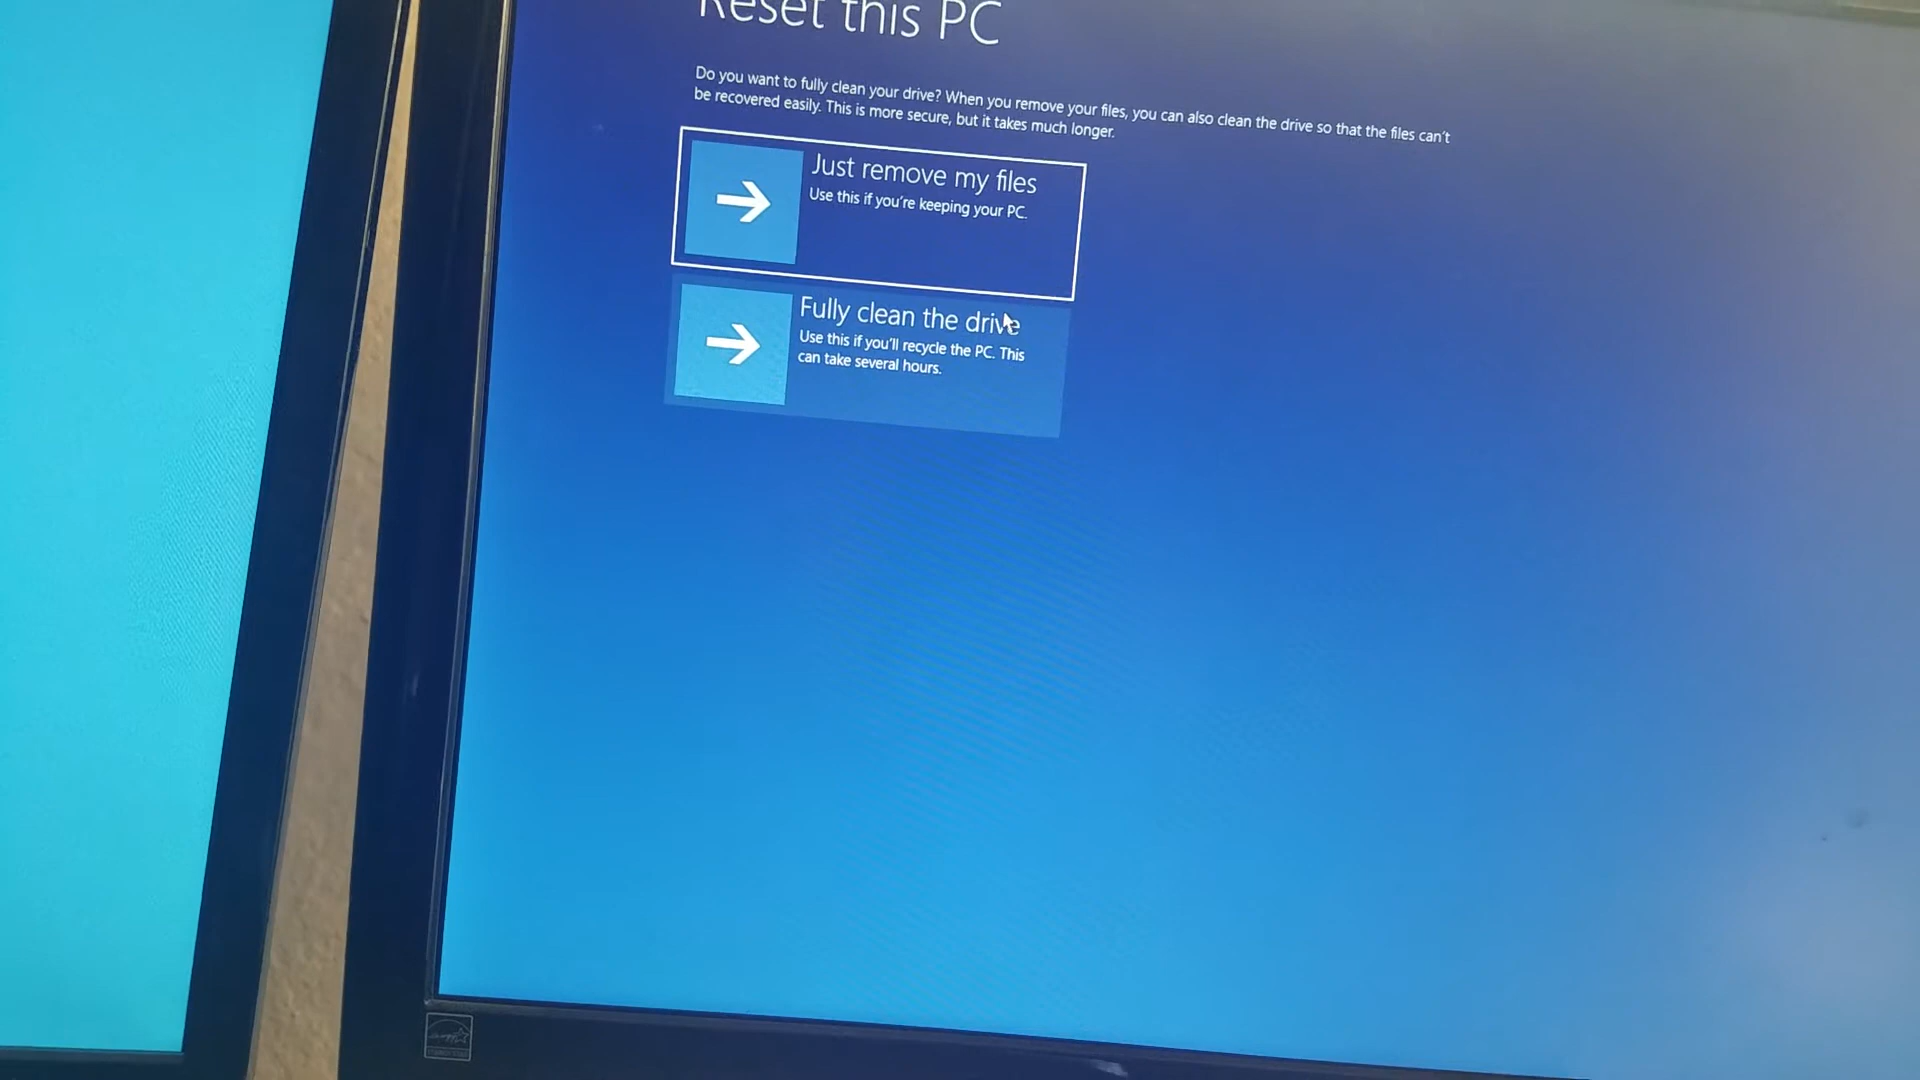 Reset this PC
Do you want to fully clean your drive? When you remove your files, you can also clean the drive so that the files can't
be recovered easily. This is more secure, but it takes much longer.
Just remove my files
Use this if you're keeping your PC.
Fully clean the drive
Use this if you'll recycle the PC. This
can take several hours.